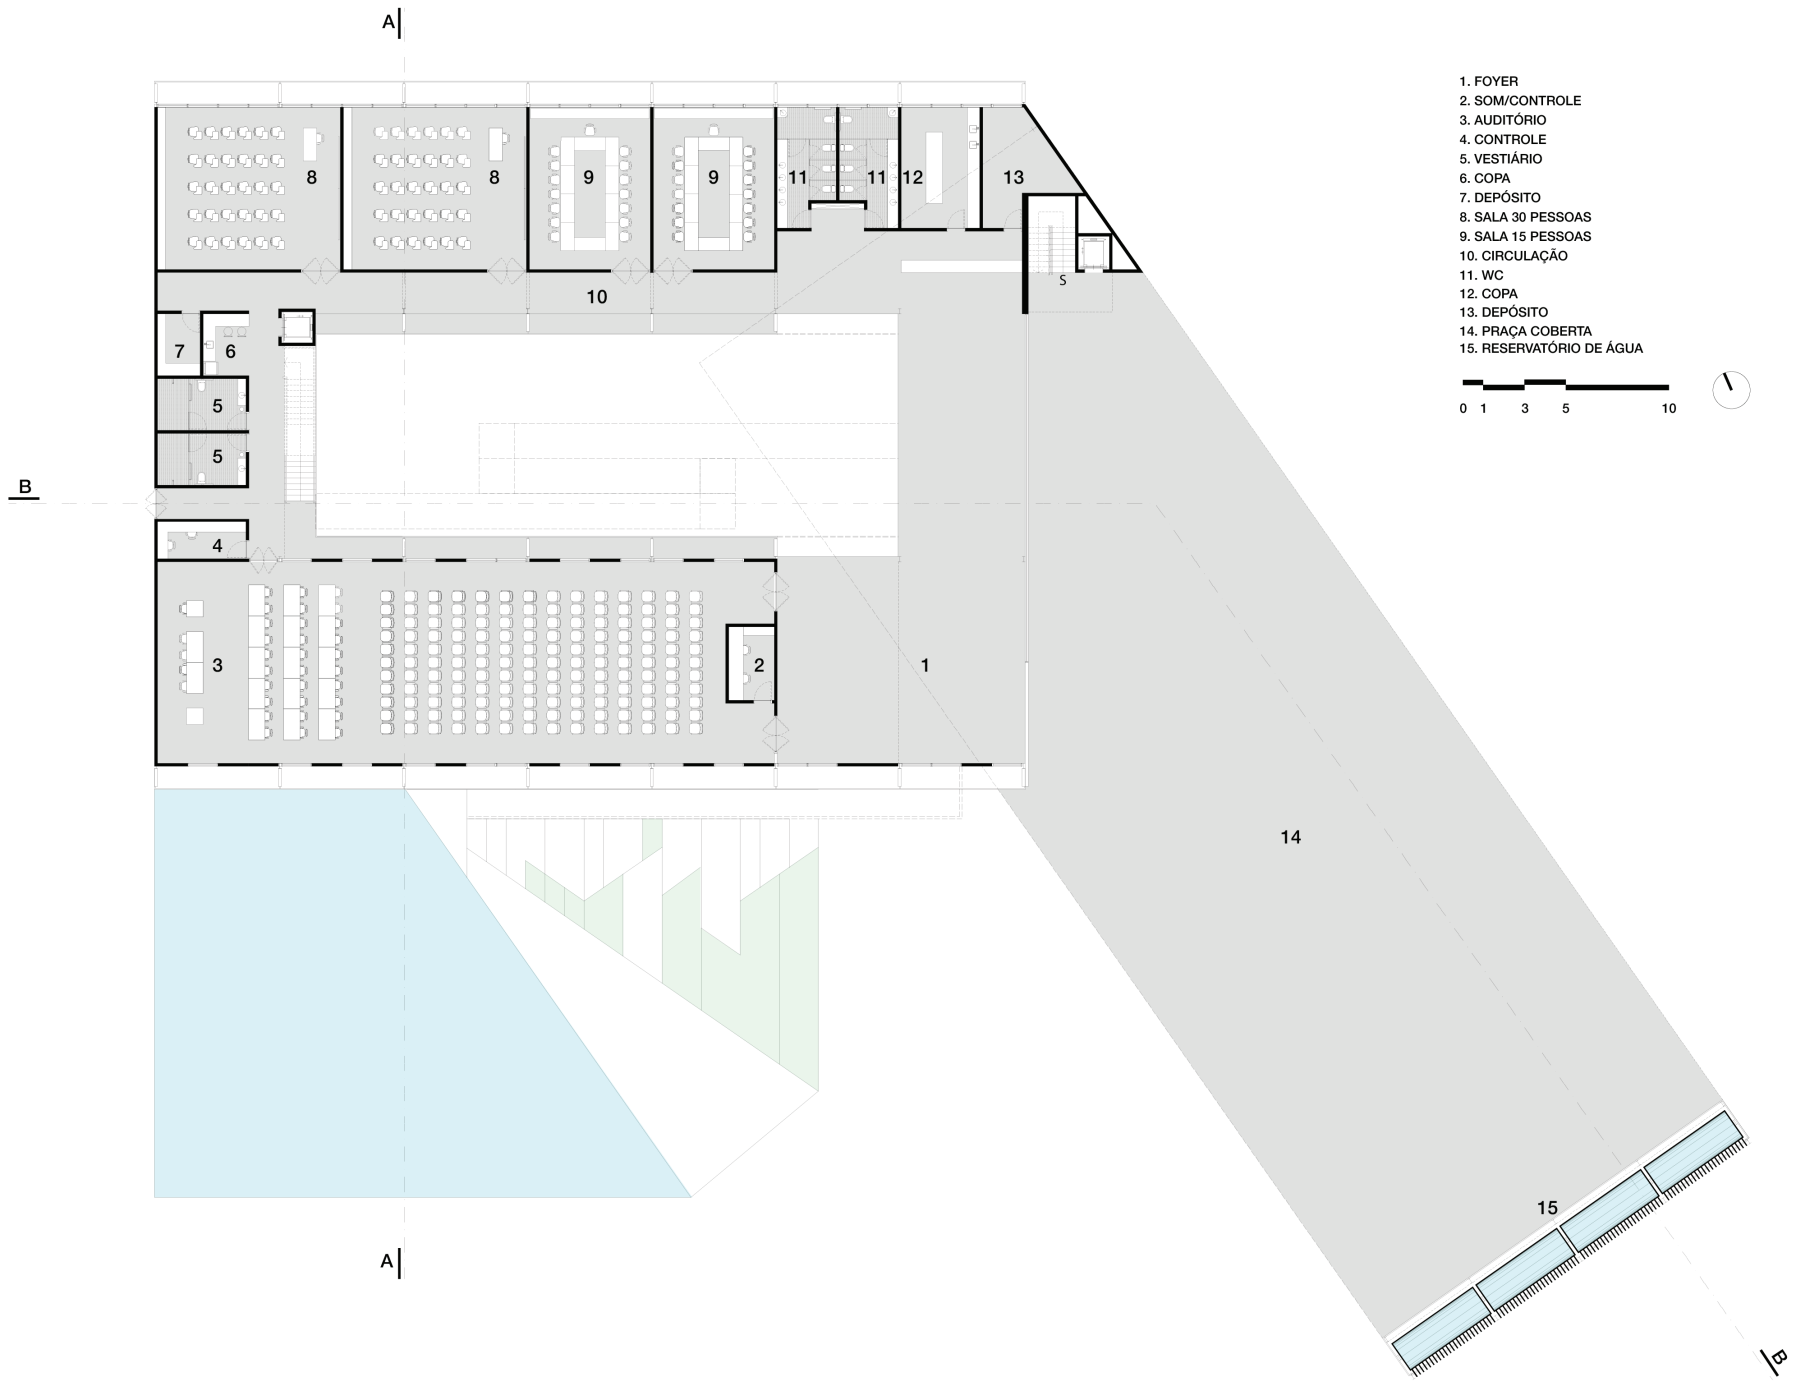 A
1. FOYER
2. SOM/CONTROLE
3. AUDITÓRIO
4. CONTROLE
5. VESTIÁRIO
6. COPA
7. DEPÓSITO
8. SALA 30 PESSOAS
9. SALA 15 PESSOAS
10. CIRCULAÇÃO
11. WC
12. COPA
13. DEPÓSITO
14. PRAÇA COBERTA
15. RESERVATÓRIO DE ÁGUA
0 1 3 5 10
8 8 9 9 11 11 12 13
S
10
7 6
5
5
B
4
3 2 1
14
15
A
B